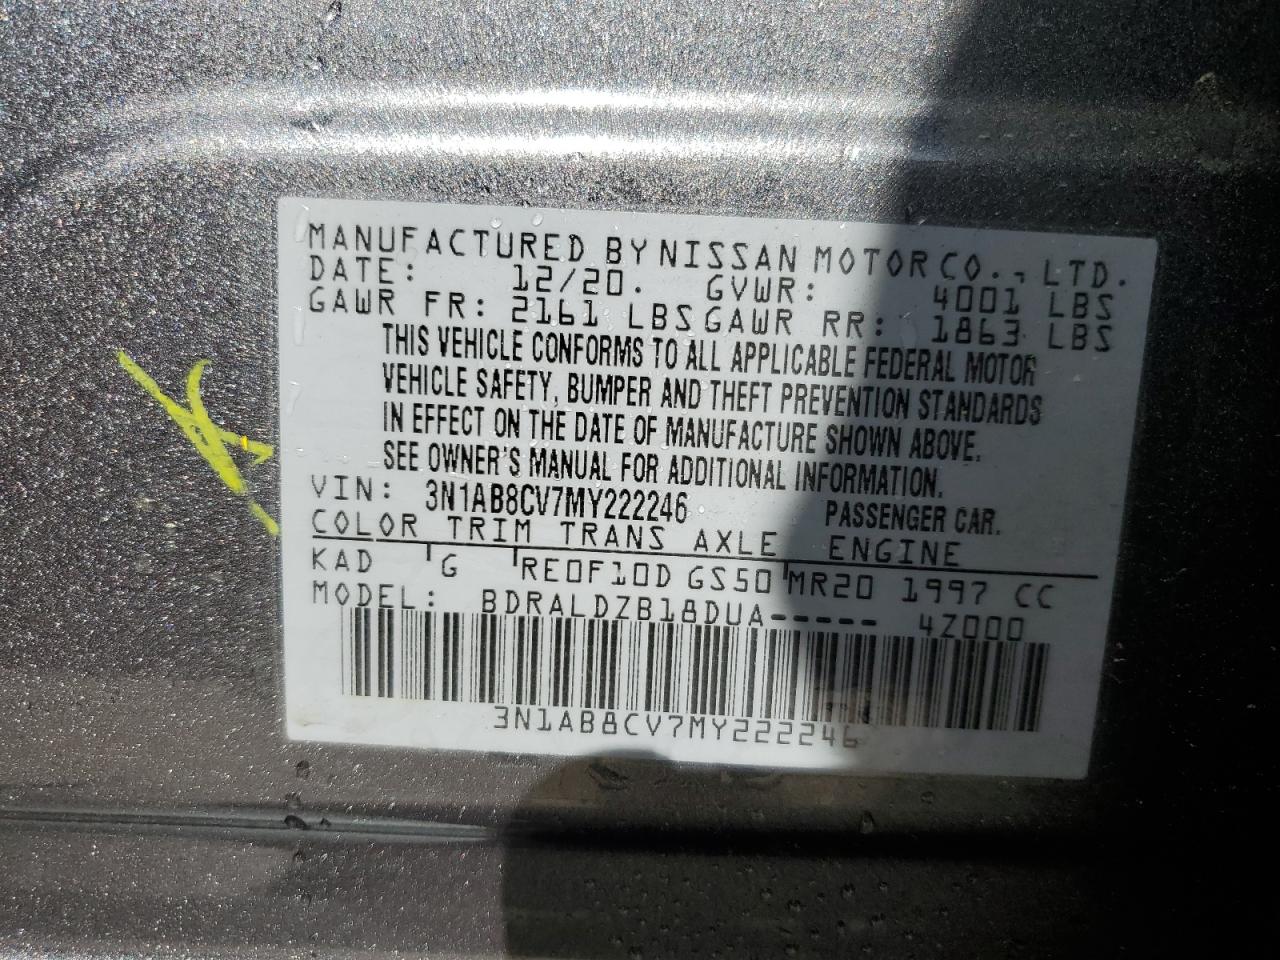 MANUFACTURED BY NISSAN MOTOR CO., LTD.
DATE: 12/20. GVWR: 4001 LBS
GAWR FR: 2161 LBS GAWR RR: 1863 LBS
THIS VEHICLE CONFORMS TO ALL APPLICABLE FEDERAL MOTOR
VEHICLE SAFETY, BUMPER AND THEFT PREVENTION STANDARDS
IN EFFECT ON THE DATE OF MANUFACTURE SHOWN ABOVE.
SEE OWNER'S MANUAL FOR ADDITIONAL INFORMATION.
VIN: 3N1AB8CV7MY222246 PASSENGER CAR.
COLOR TRIM TRANS AXLE ENGINE
KAD G RE0F10D GS50 MR20 1997 CC
MODEL: BDRALDZB18DUA----- 4Z000
3N1AB8CV7MY222246